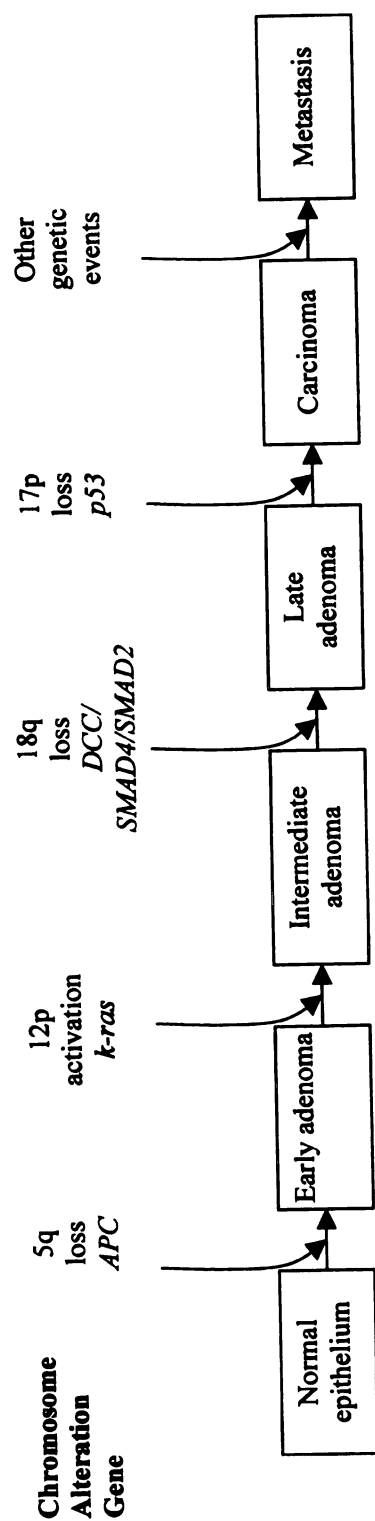 Chromosome
Alteration
Gene
5q
loss
APC
12p
activation
k-ras
18q
loss
DCC/
SMAD4/SMAD2
17p
loss
p53
Other
genetic
events
Normal
epithelium
Early adenoma
Intermediate
adenoma
Late
adenoma
Carcinoma
Metastasis